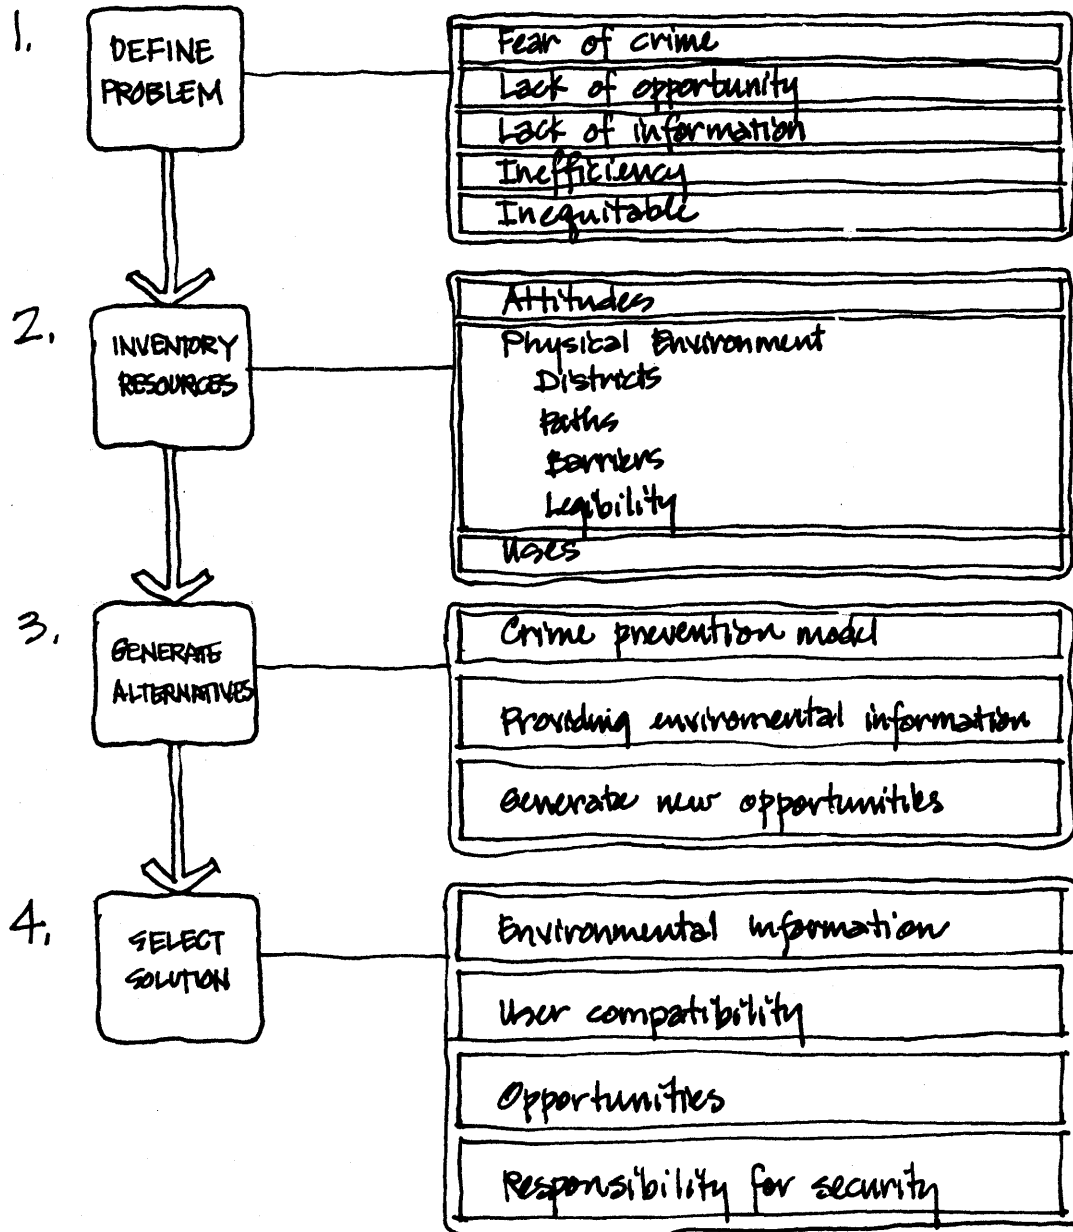 1.
DEFINE
PROBLEM
Fear of crime
Lack of opportunity
Lack of information
Inefficiency
Inequitable
2.
INVENTORY
RESOURCES
Attitudes
Physical Environment
Districts
Paths
Barriers
Legibility
Uses
3.
GENERATE
ALTERNATIVES
Crime prevention model
Providing enviromental information
Generate new opportunities
4.
SELECT
SOLUTION
Environmental information
User compatibility
Opportunities
Responsibility for security